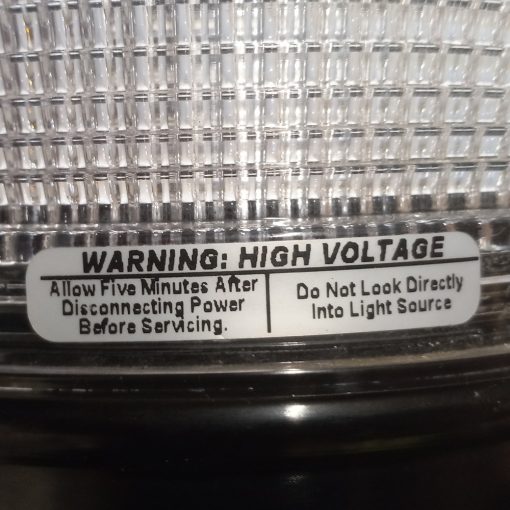 WARNING: HIGH VOLTAGE
Allow Five Minutes After
Disconnecting Power
Before Servicing.
Do Not Look Directly
Into Light Source